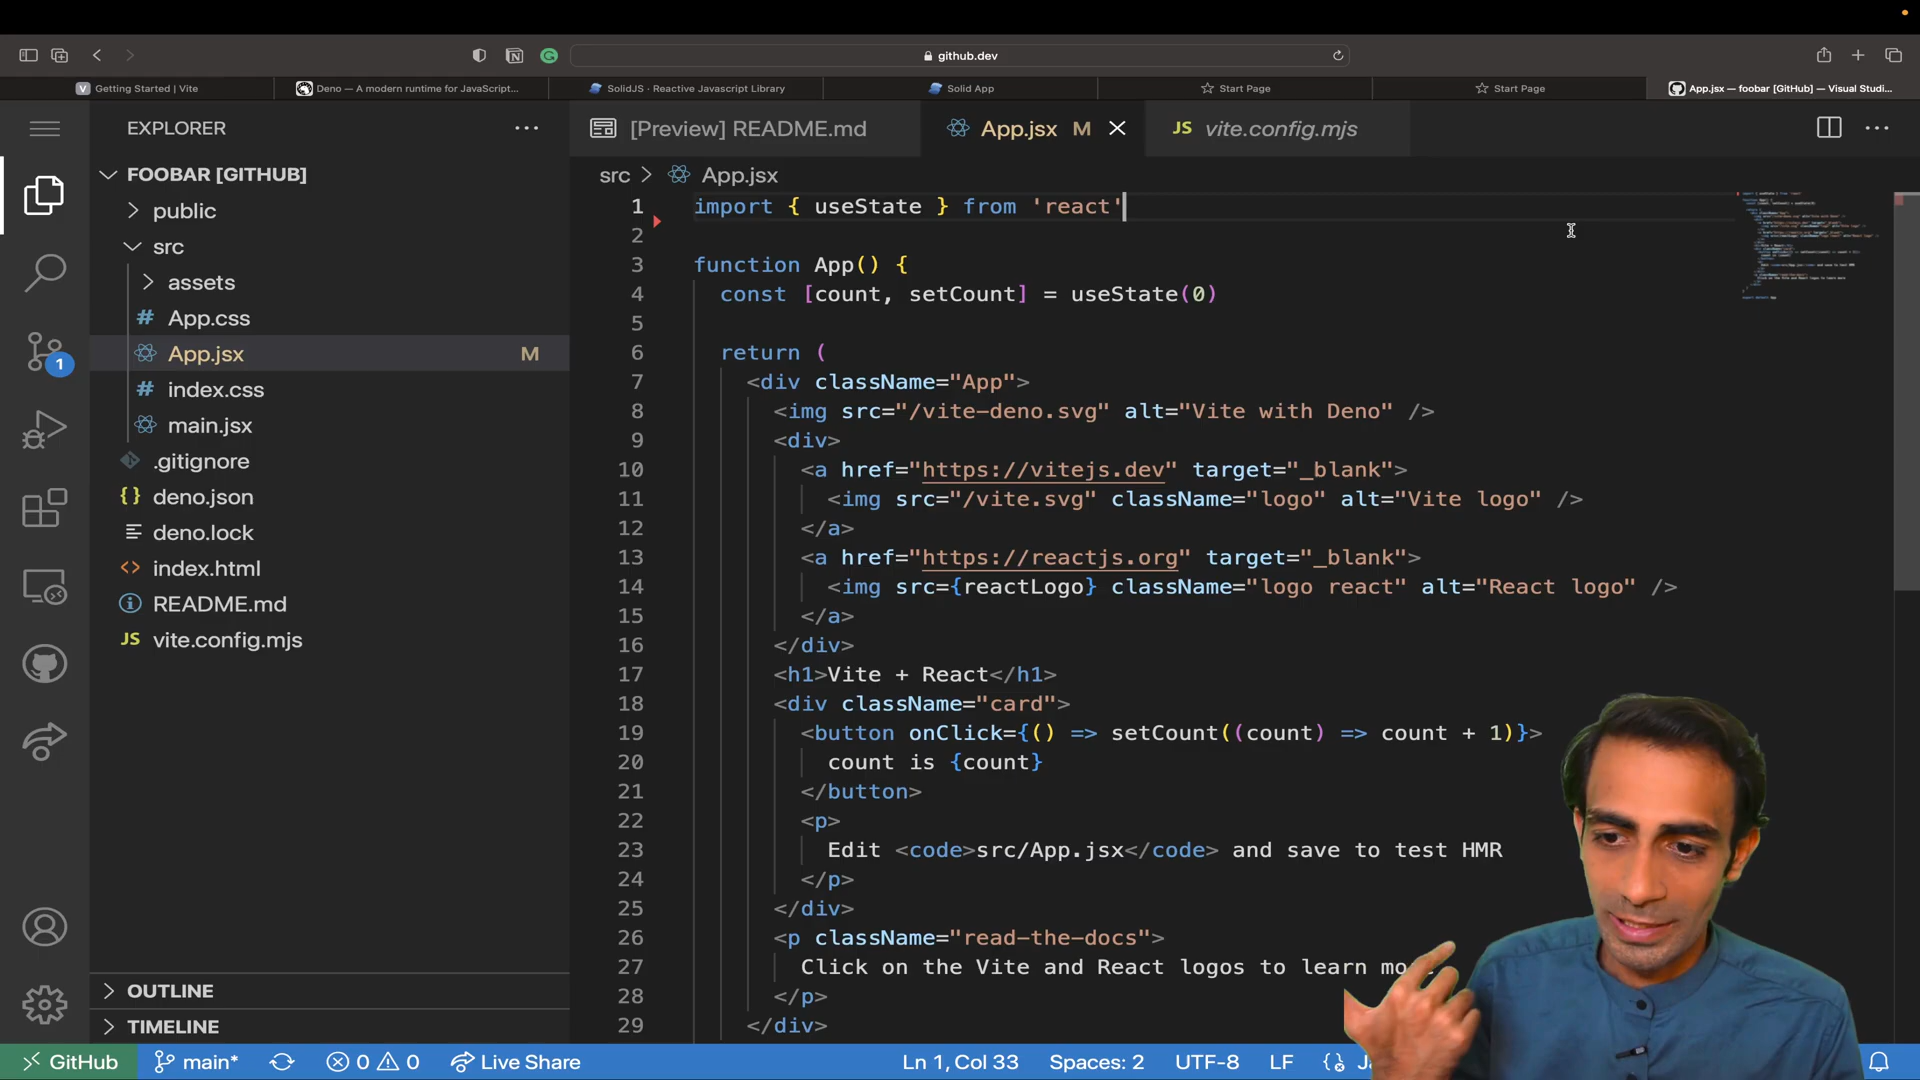 github.dev
Getting Started | Vite
Deno — A modern runtime for JavaScript...
SolidJS · Reactive Javascript Library
Solid App
Start Page
Start Page
App.jsx — foobar [GitHub] — Visual Studi...
EXPLORER
FOOBAR [GITHUB]
public
src
assets
# App.css
App.jsx M
# index.css
main.jsx
.gitignore
{} deno.json
deno.lock
<> index.html
README.md
JS vite.config.mjs
OUTLINE
TIMELINE
1
[Preview] README.md
App.jsx M
JS vite.config.mjs
src > App.jsx
1 import { useState } from 'react'
2
3 function App() {
4 const [count, setCount] = useState(0)
5
6 return (
7 <div className="App">
8 <img src="/vite-deno.svg" alt="Vite with Deno" />
9 <div>
10 <a href="https://vitejs.dev" target="_blank">
11 <img src="/vite.svg" className="logo" alt="Vite logo" />
12 </a>
13 <a href="https://reactjs.org" target="_blank">
14 <img src={reactLogo} className="logo react" alt="React logo" />
15 </a>
16 </div>
17 <h1>Vite + React</h1>
18 <div className="card">
19 <button onClick={() => setCount((count) => count + 1)}>
20 count is {count}
21 </button>
22 <p>
23 Edit <code>src/App.jsx</code> and save to test HMR
24 </p>
25 </div>
26 <p className="read-the-docs">
27 Click on the Vite and React logos to learn
28 </p>
29 </div>
GitHub
main*
0 0
Live Share
Ln 1, Col 33
Spaces: 2
UTF-8
LF
{}